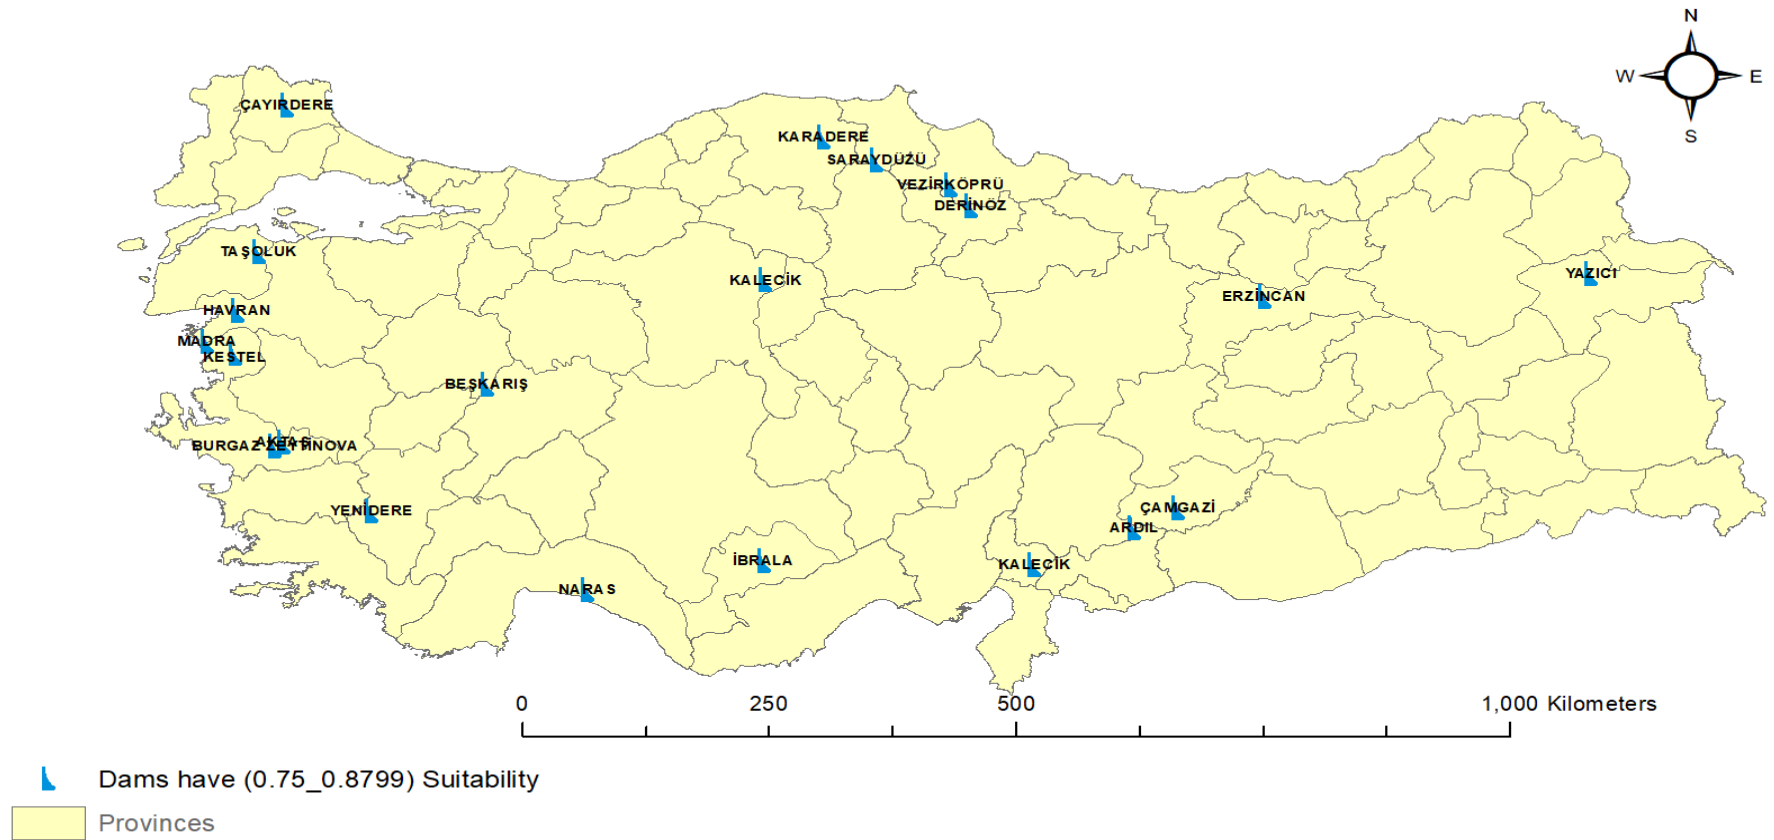 N
W
E
S
ÇAYIRDERE
KARADERE
SARAYDÜZÜ
VEZİRKÖPRÜ
DERİNÖZ
TAŞOLUK
KALECİK
YAZICI
ERZİNCAN
HAVRAN
MADRA
KESTEL
BEŞKARIŞ
AKTAŞ
BURGAZ ZEYTINOVA
YENİDERE
ÇAMGAZİ
ARDIL
İBRALA
KALECİK
NARAS
0 250 500 1,000 Kilometers
Dams have (0.75_0.8799) Suitability
Provinces